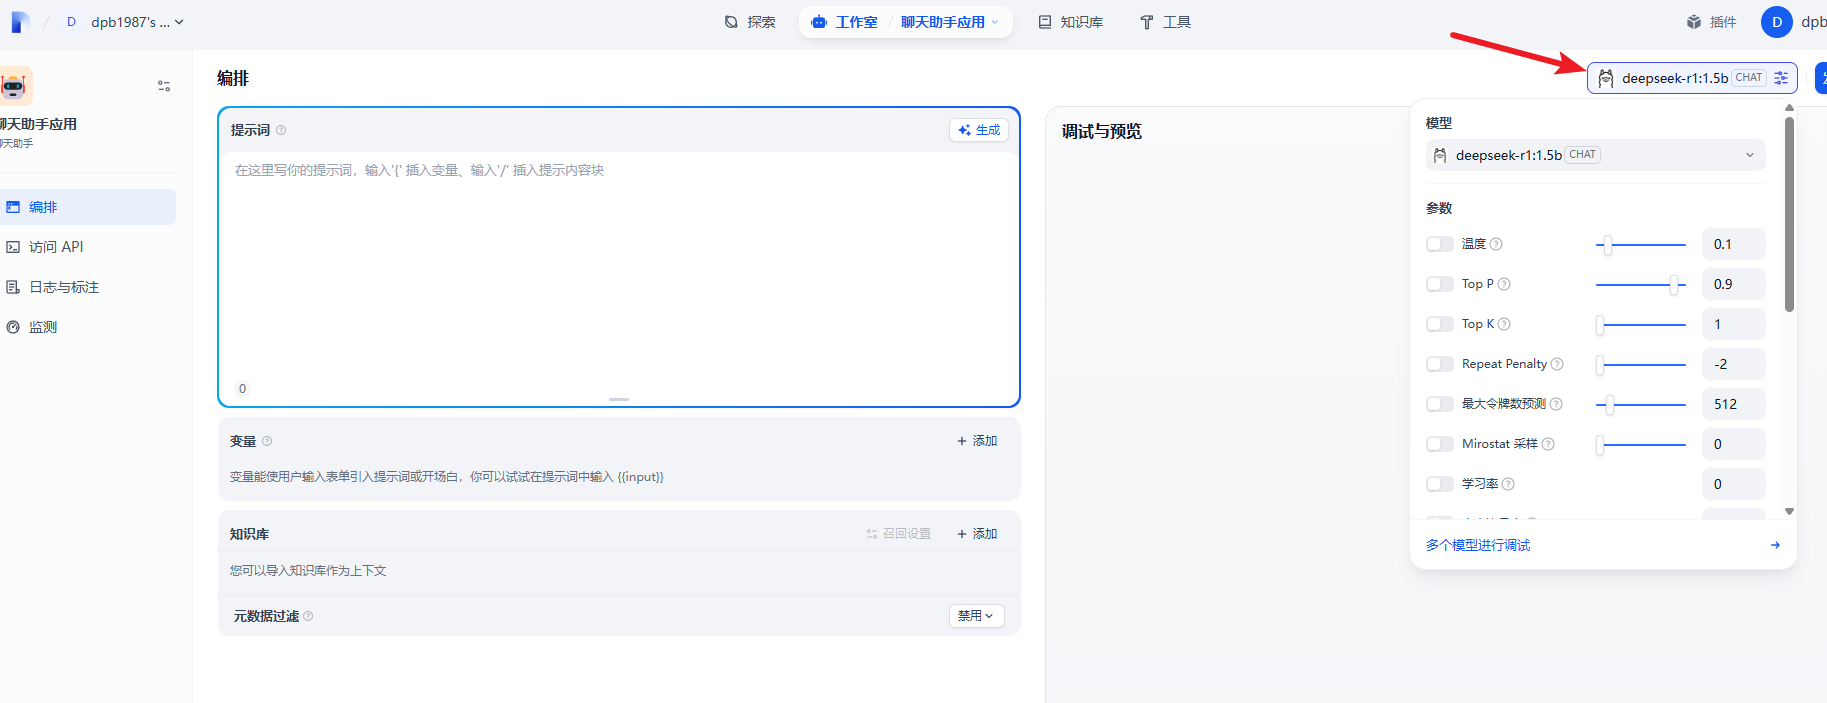 D dpb1987's ...
探索
工作室 / 聊天助手应用
知识库
工具
插件
D
编排
deepseek-r1:1.5b CHAT
聊天助手应用
聊天助手
编排
访问 API
日志与标注
监测
提示词
生成
在这里写你的提示词，输入'{' 插入变量、输入'/' 插入提示内容块
0
变量
添加
变量能使用户输入表单引入提示词或开场白，你可以试试在提示词中输入 {{input}}
知识库
召回设置
添加
您可以导入知识库作为上下文
元数据过滤
禁用
调试与预览
模型
deepseek-r1:1.5b CHAT
参数
温度 0.1
Top P 0.9
Top K 1
Repeat Penalty -2
最大令牌数预测 512
Mirostat 采样 0
学习率 0
多个模型进行调试